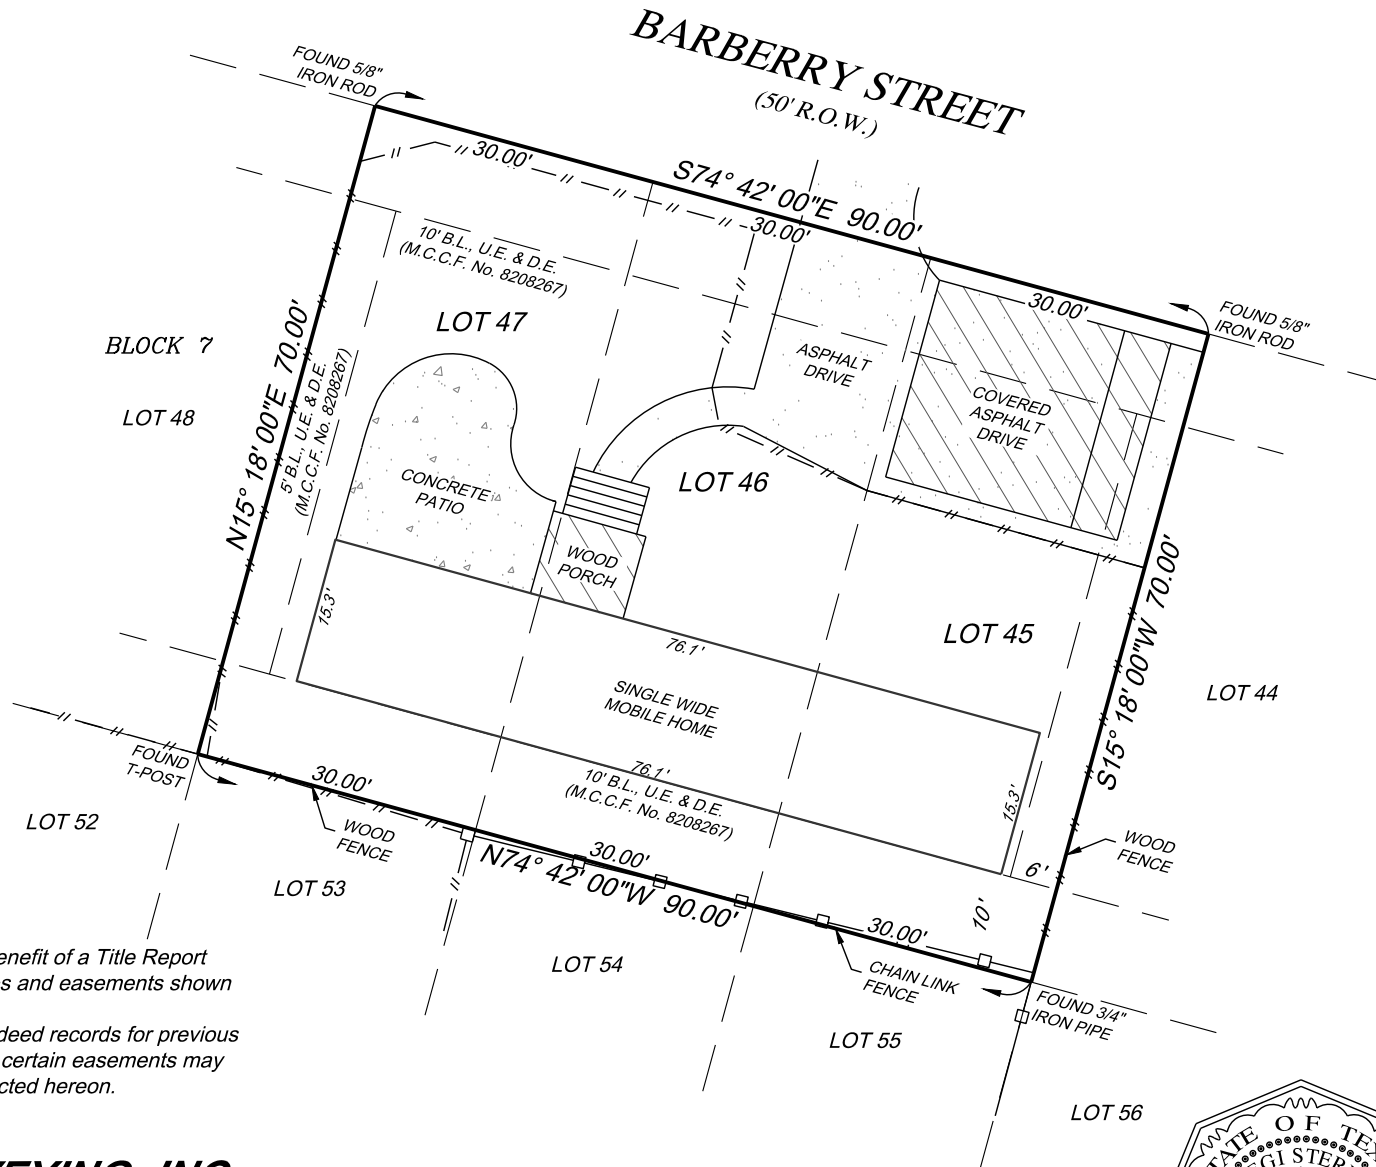 BARBERRY STREET
(50' R.O.W.)
FOUND 5/8"
IRON ROD
30.00'
S74° 42' 00"E 90.00'
30.00'
30.00'
FOUND 5/8"
IRON ROD
10' B.L., U.E. & D.E.
(M.C.C.F. No. 8208267)
LOT 47
BLOCK 7
LOT 48
N15° 18' 00"E 70.00'
5' B.L., U.E. & D.E.
(M.C.C.F. No. 8208267)
ASPHALT
DRIVE
COVERED
ASPHALT
DRIVE
CONCRETE
PATIO
LOT 46
WOOD
PORCH
15.3'
76.1'
LOT 45
S15° 18' 00"W 70.00'
LOT 44
SINGLE WIDE
MOBILE HOME
76.1'
10' B.L., U.E. & D.E.
(M.C.C.F. No. 8208267)
15.3'
FOUND
T-POST
30.00'
WOOD
FENCE
WOOD
FENCE
6'
10'
LOT 52
LOT 53
30.00'
N74° 42' 00"W 90.00'
30.00'
LOT 54
CHAIN LINK
FENCE
FOUND 3/4"
IRON PIPE
LOT 55
LOT 56
enefit of a Title Report
s and easements shown
deed records for previous
certain easements may
cted hereon.
EYING, INC
ATE OF TEX
GISTER